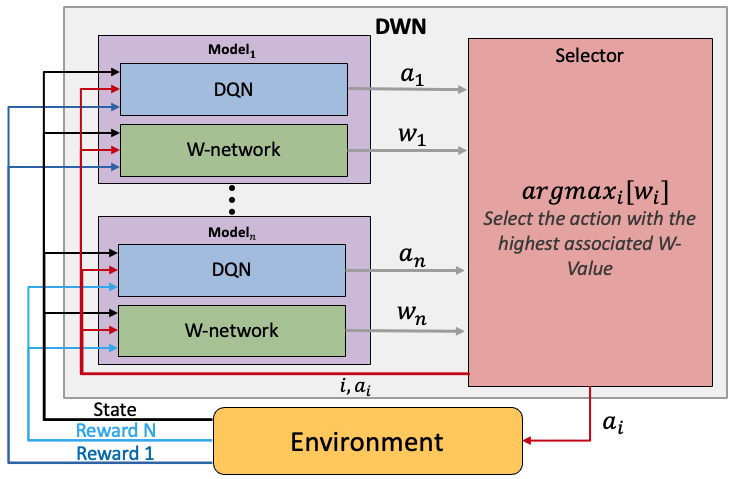 DWN
Model₁
DQN
W-network
a₁
w₁
Selector
argmaxᵢ[wᵢ]
Select the action with the
highest associated W-
Value
Modelₙ
DQN
W-network
aₙ
wₙ
i, aᵢ
State
Reward N
Reward 1
Environment
aᵢ